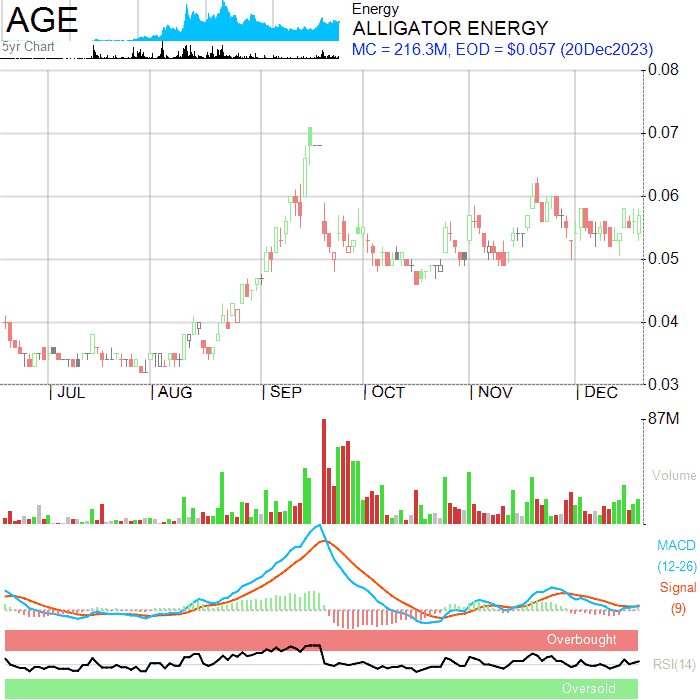 AGE
5yr Chart
Energy
ALLIGATOR ENERGY
MC = 216.3M, EOD = $0.057 (20Dec2023)
0.08
0.07
0.06
0.05
0.04
0.03
JUL AUG SEP OCT NOV DEC
87M
Volume
MACD
(12-26)
Signal
(9)
Overbought
RSI(14)
Oversold